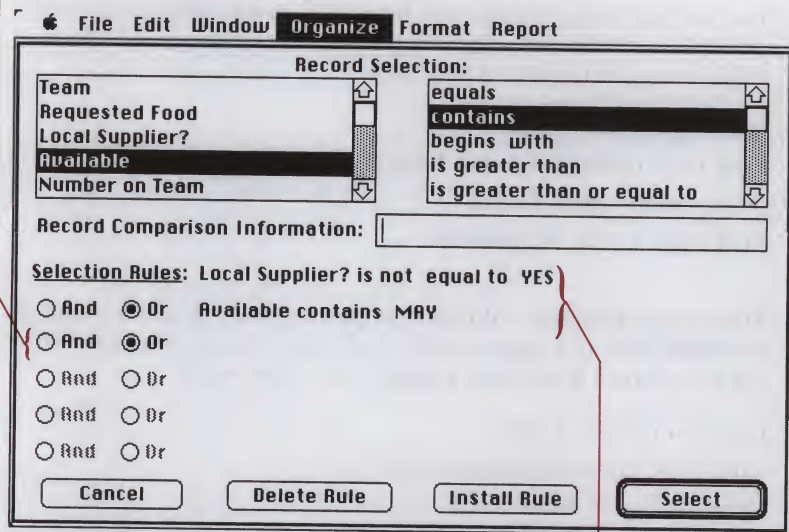 File Edit Window Organize Format Report
Record Selection:
Team
Requested Food
Local Supplier?
Available
Number on Team
equals
contains
begins with
is greater than
is greater than or equal to
Record Comparison Information:
Selection Rules: Local Supplier? is not equal to YES
And Or Available contains MAY
And Or
And Or
And Or
And Or
Cancel Delete Rule Install Rule Select